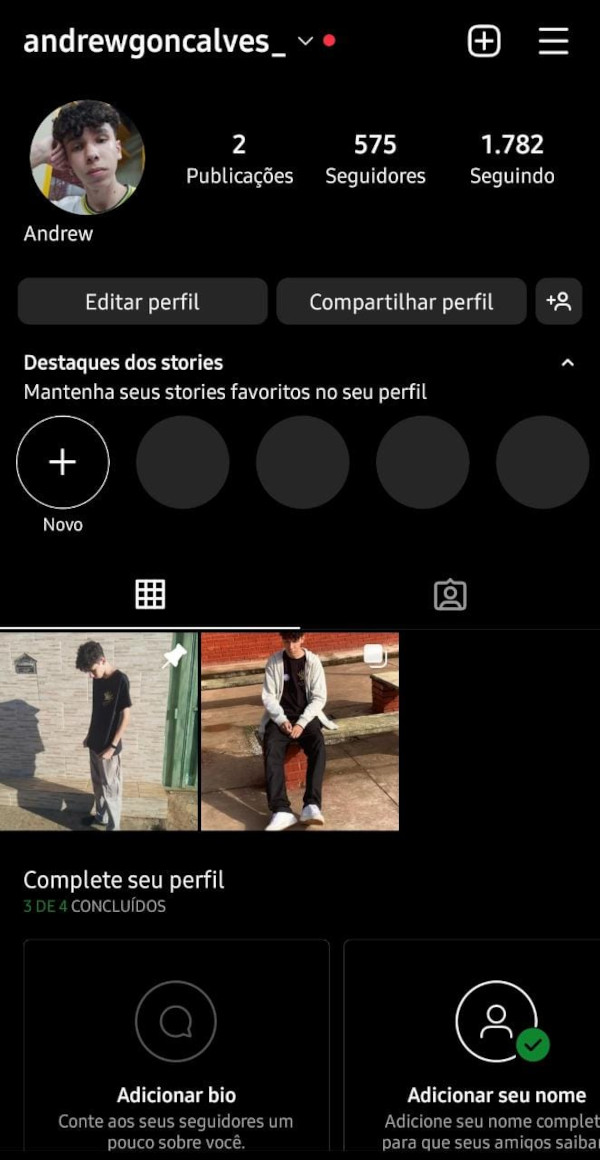 andrewgoncalves_
2 575 1.782
Publicações Seguidores Seguindo
Andrew
Editar perfil Compartilhar perfil
Destaques dos stories
Mantenha seus stories favoritos no seu perfil
Novo
Complete seu perfil
3 DE 4 CONCLUÍDOS
Adicionar bio
Conte aos seus seguidores um
pouco sobre você.
Adicionar seu nome
Adicione seu nome complet
para que seus amigos saiba